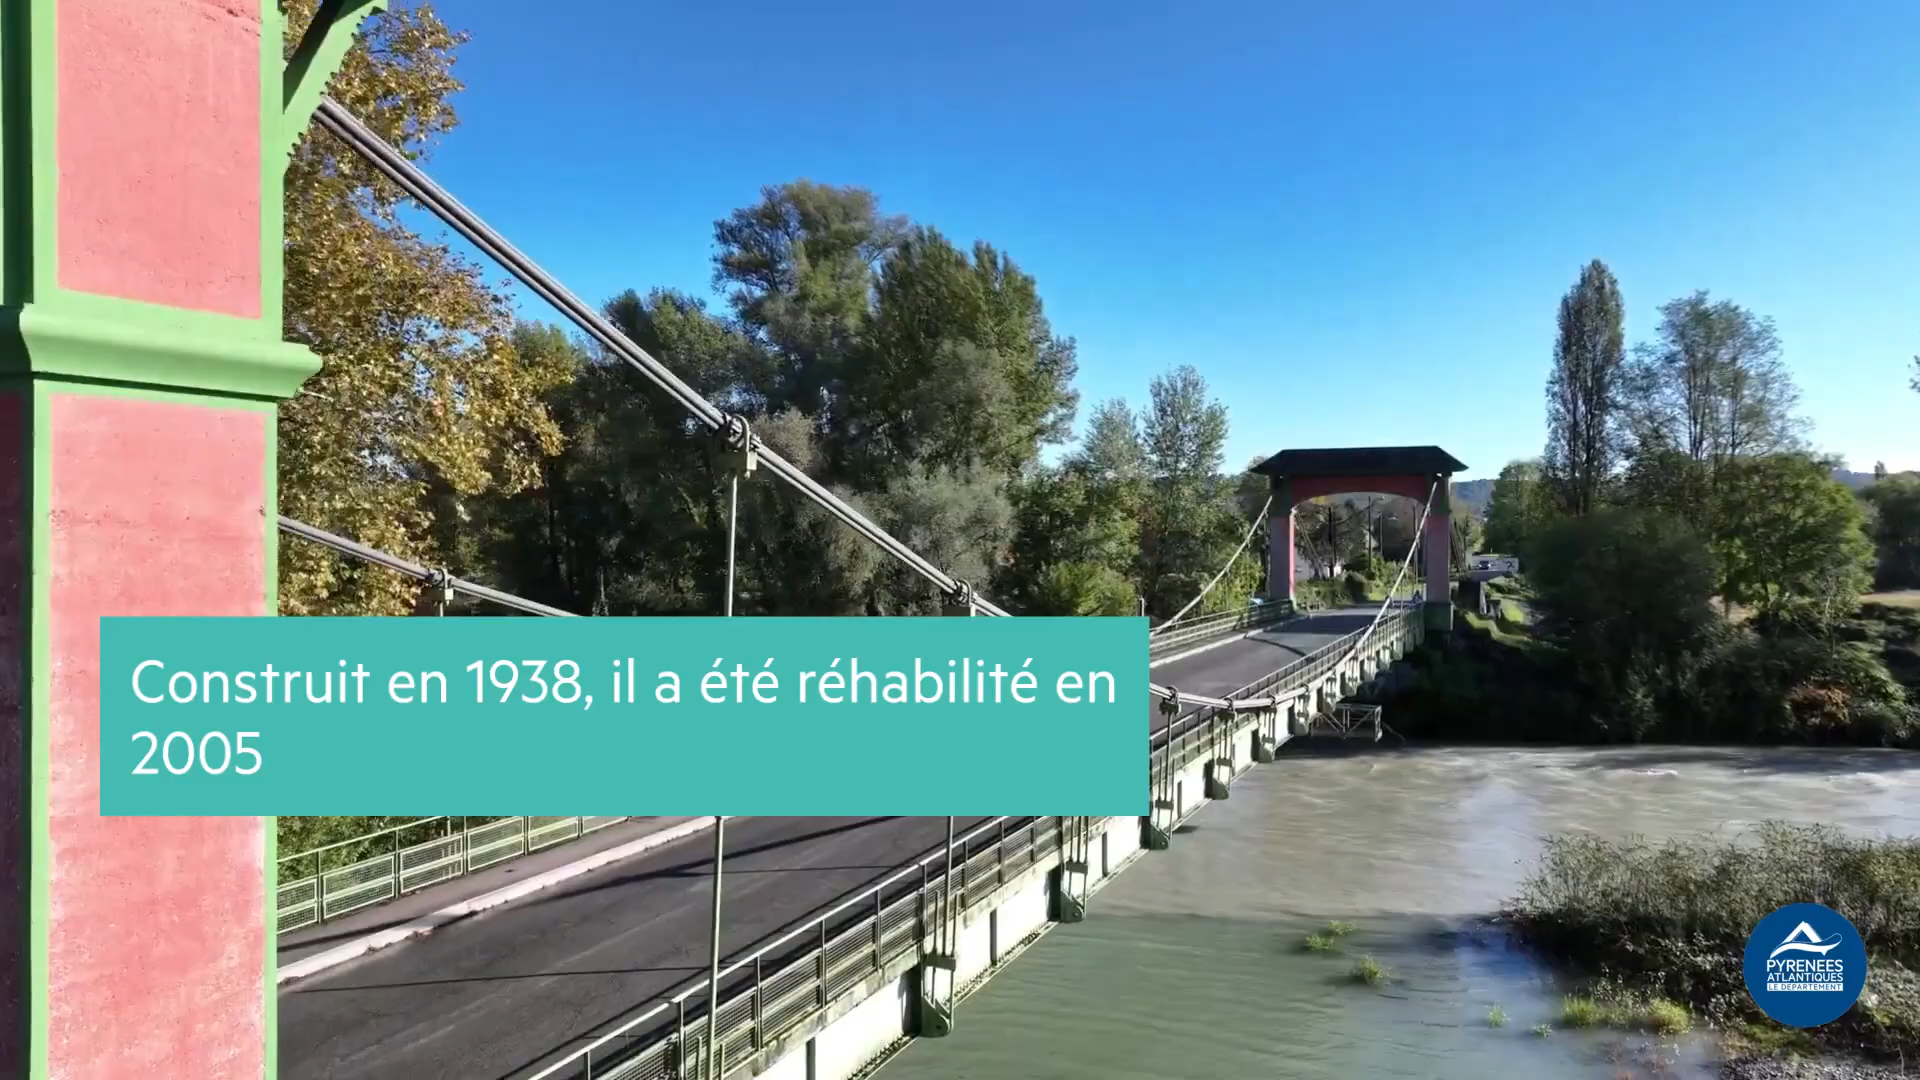 Construit en 1938, il a été réhabilité en
2005
PYRENEES
ATLANTIQUES
LE DEPARTEMENT